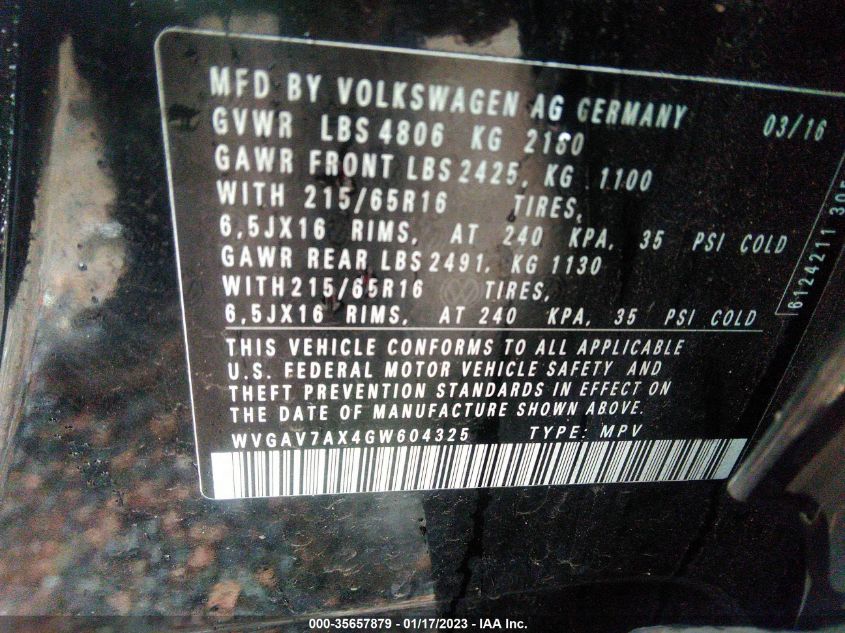 MFD BY VOLKSWAGEN AG GERMANY 03/16
GVWR LBS 4806 KG 2180
GAWR FRONT LBS 2425, KG 1100
WITH 215/65R16 TIRES,
6,5JX16 RIMS, AT 240 KPA, 35 PSI COLD
GAWR REAR LBS 2491, KG 1130
WITH 215/65R16 TIRES,
6,5JX16 RIMS, AT 240 KPA, 35 PSI COLD
THIS VEHICLE CONFORMS TO ALL APPLICABLE
U.S. FEDERAL MOTOR VEHICLE SAFETY AND
THEFT PREVENTION STANDARDS IN EFFECT ON
THE DATE OF MANUFACTURE SHOWN ABOVE.
WVGAV7AX4GW604325 TYPE: MPV
6124211
000-35657879 - 01/17/2023 - IAA Inc.